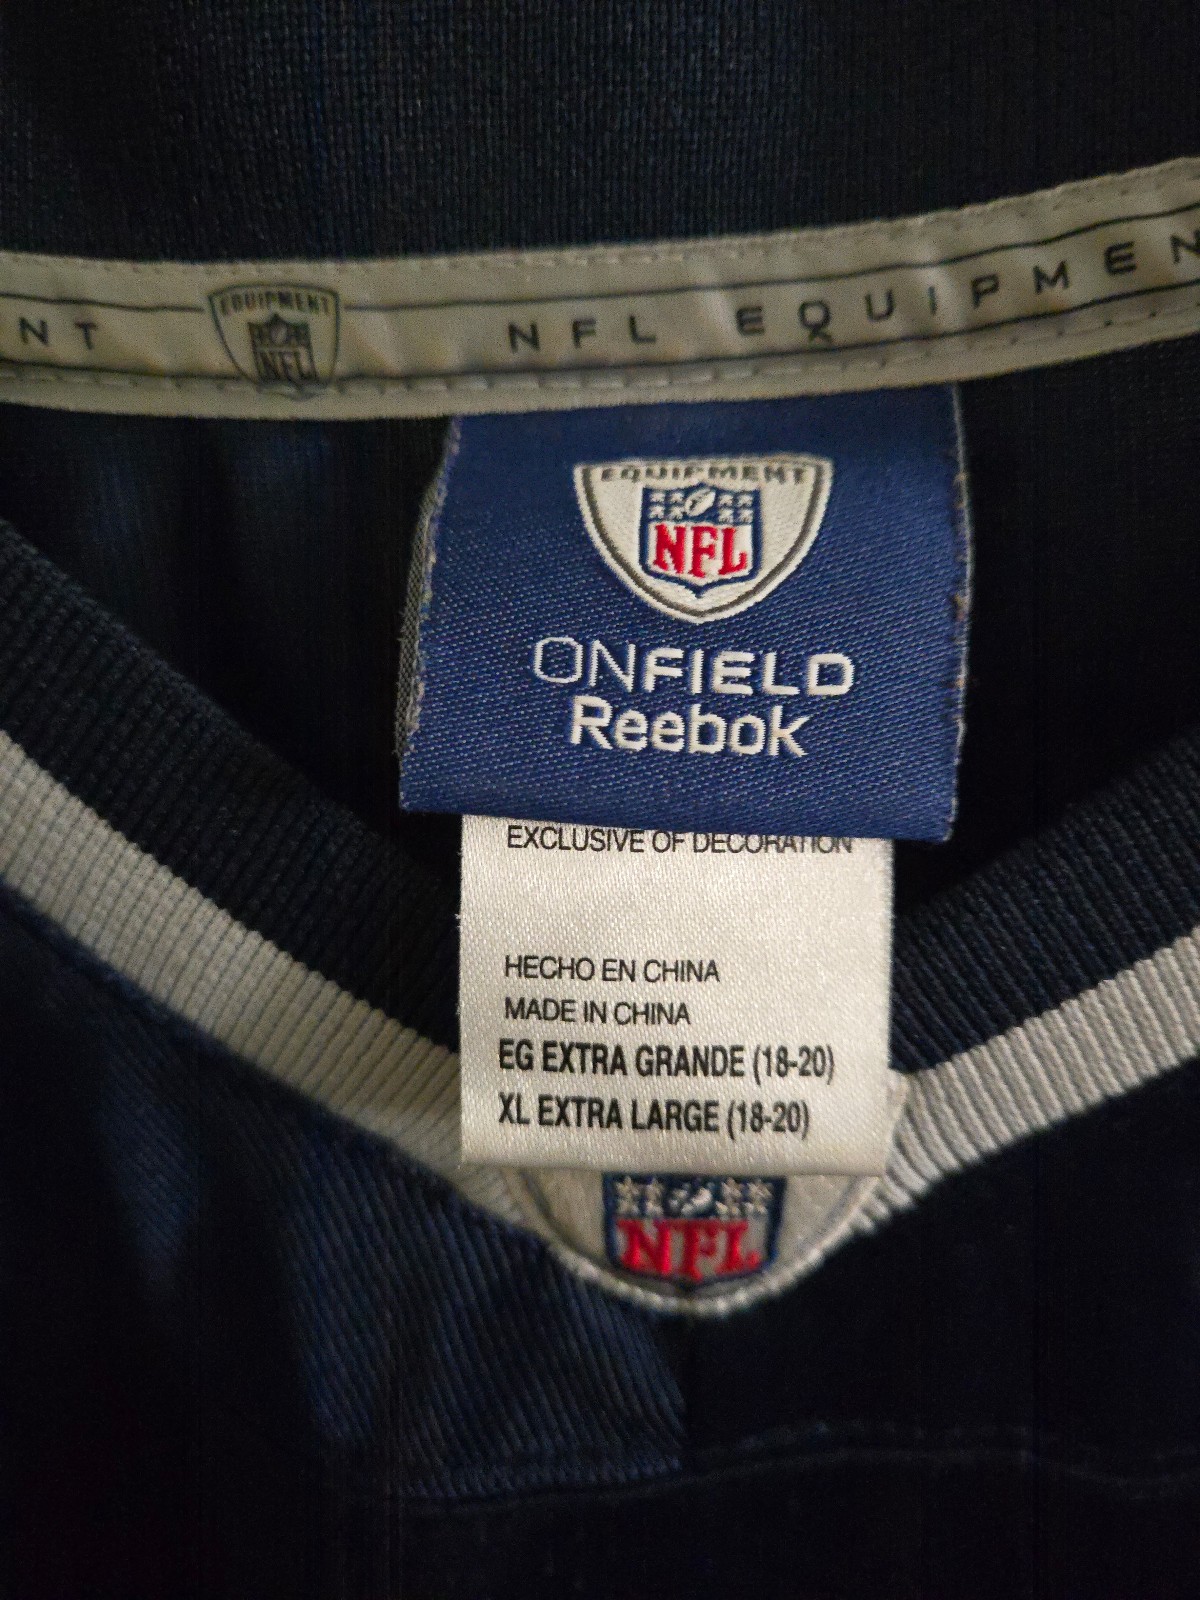 NT EQUIPMENT NFL NFL EQUIPMEN
EQUIPMENT
NFL
ONFIELD
Reebok
EXCLUSIVE OF DECORATION
HECHO EN CHINA
MADE IN CHINA
EG EXTRA GRANDE (18-20)
XL EXTRA LARGE (18-20)
NFL